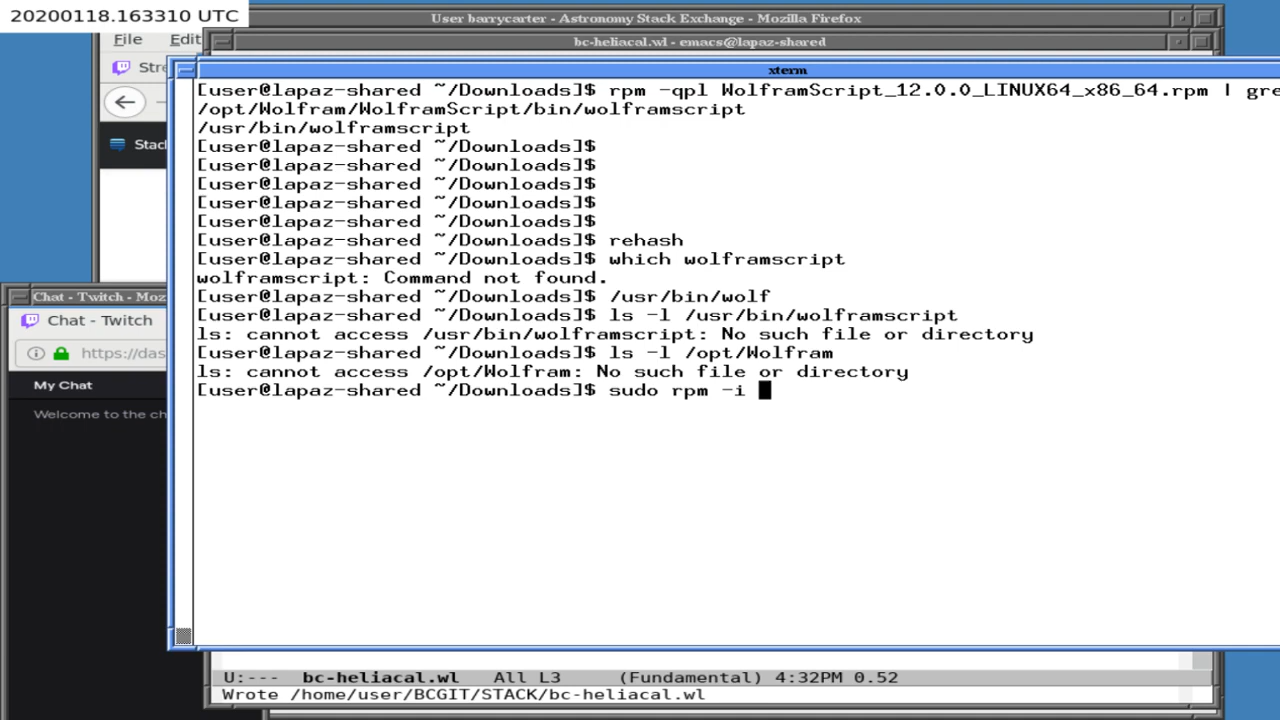 20200118.163310 UTC
User barrycarter - Astronomy Stack Exchange - Mozilla Firefox
File Edit
bc-heliacal.wl - emacs@lapaz-shared
Stre
xterm
Stack
[user@lapaz-shared ~/Downloads]$ rpm -qpl WolframScript_12.0.0_LINUX64_x86_64.rpm | gre
/opt/Wolfram/WolframScript/bin/wolframscript
/usr/bin/wolframscript
[user@lapaz-shared ~/Downloads]$
[user@lapaz-shared ~/Downloads]$
[user@lapaz-shared ~/Downloads]$
[user@lapaz-shared ~/Downloads]$
[user@lapaz-shared ~/Downloads]$
[user@lapaz-shared ~/Downloads]$ rehash
[user@lapaz-shared ~/Downloads]$ which wolframscript
wolframscript: Command not found.
[user@lapaz-shared ~/Downloads]$ /usr/bin/wolf
[user@lapaz-shared ~/Downloads]$ ls -l /usr/bin/wolframscript
ls: cannot access /usr/bin/wolframscript: No such file or directory
[user@lapaz-shared ~/Downloads]$ ls -l /opt/Wolfram
ls: cannot access /opt/Wolfram: No such file or directory
[user@lapaz-shared ~/Downloads]$ sudo rpm -i
Chat - Twitch - Moz
Chat - Twitch
https://das
My Chat
Welcome to the ch
U:--- bc-heliacal.wl All L3 (Fundamental) 4:32PM 0.52
Wrote /home/user/BCGIT/STACK/bc-heliacal.wl